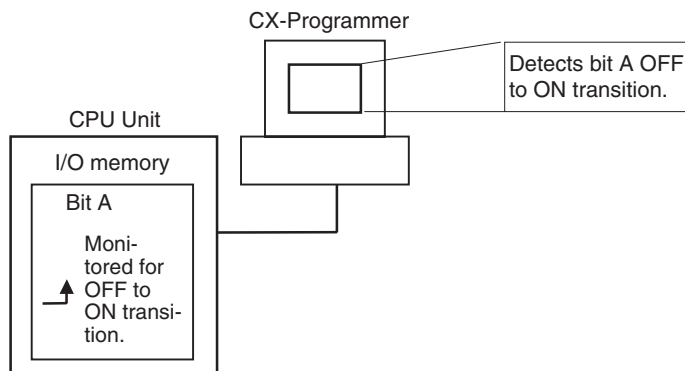 CX-Programmer
Detects bit A OFF
to ON transition.
CPU Unit
I/O memory
Bit A
Moni-
tored for
OFF to
ON transi-
tion.